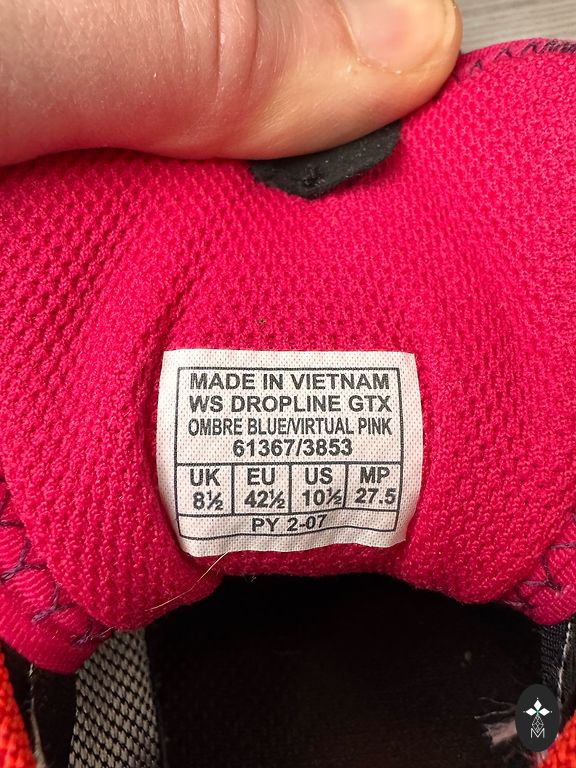 MADE IN VIETNAM
WS DROPLINE GTX
OMBRE BLUE/VIRTUAL PINK
61367/3853
UK EU US MP
8½ 42½ 10½ 27.5
PY 2-07
M